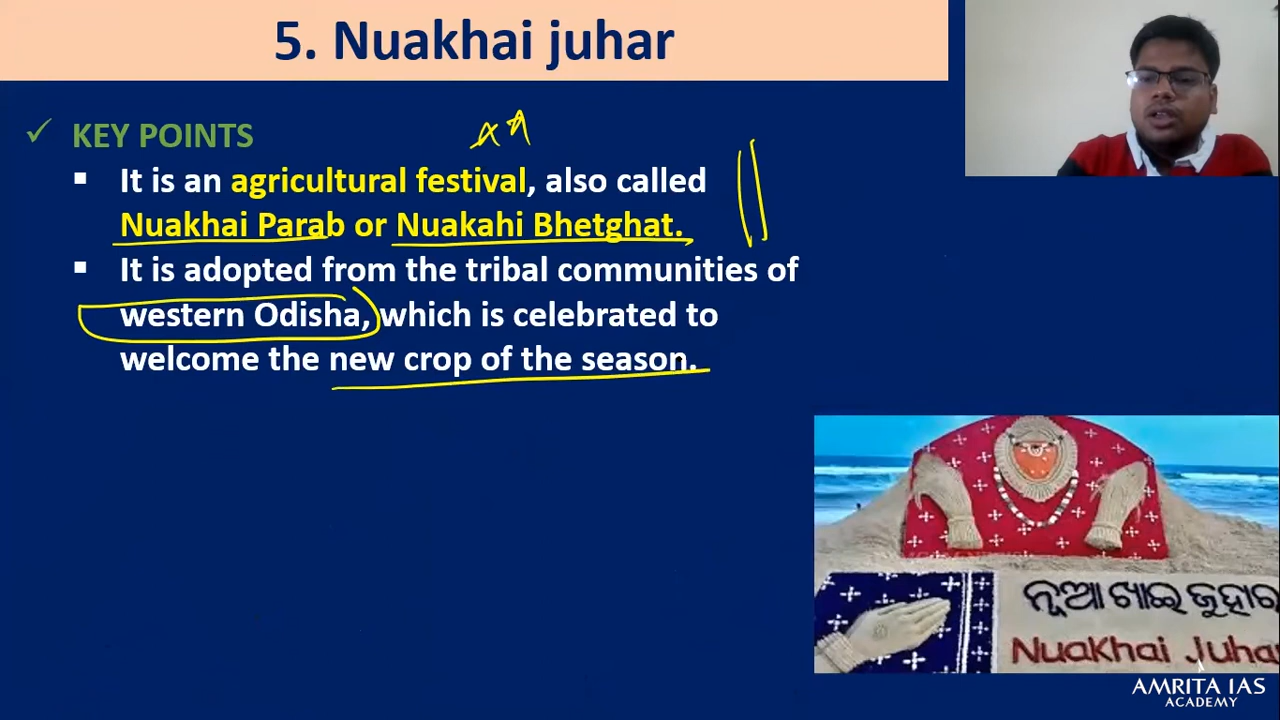 5. Nuakhai juhar
✓ KEY POINTS
▪ It is an agricultural festival, also called
Nuakhai Parab or Nuakahi Bhetghat.
▪ It is adopted from the tribal communities of
western Odisha, which is celebrated to
welcome the new crop of the season.
ନୂଆ ଖାଇ ଜୁହାର
NuaKhai Juha
AMRITA IAS
ACADEMY